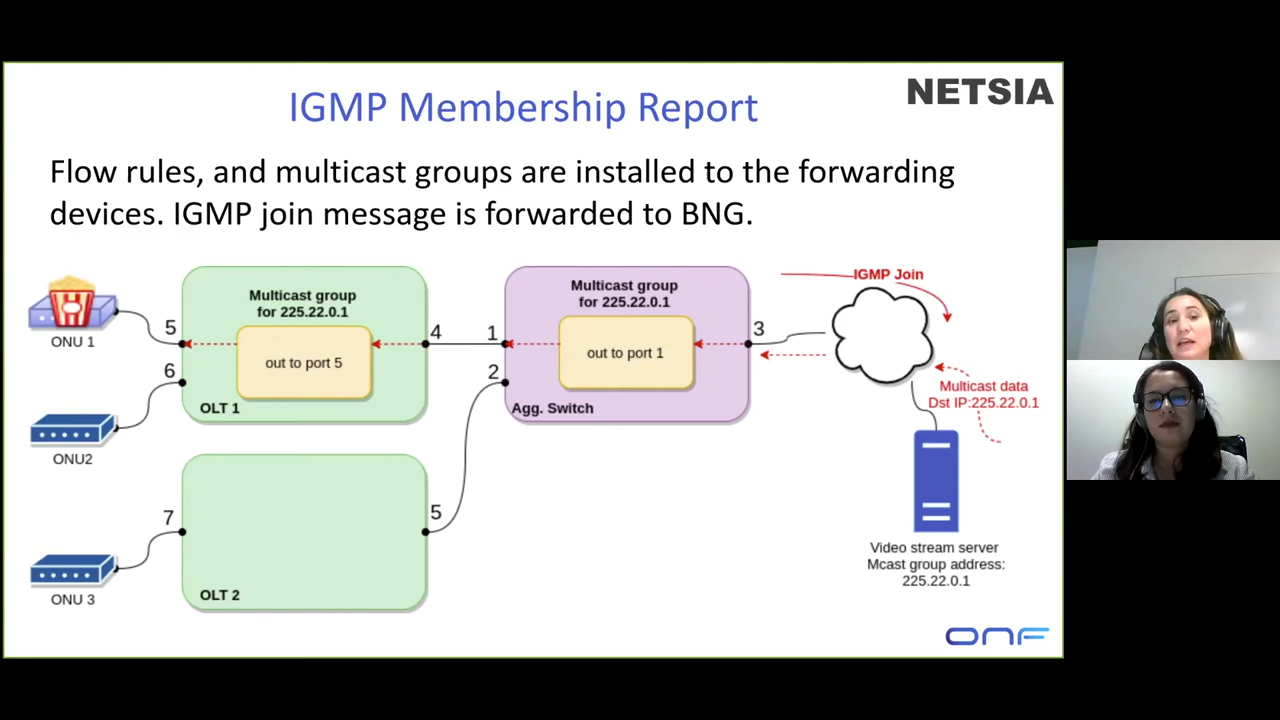 IGMP Membership Report
NETSIA
Flow rules, and multicast groups are installed to the forwarding
devices. IGMP join message is forwarded to BNG.
ONU 1
ONU2
ONU 3
5
6
7
Multicast group
for 225.22.0.1
out to port 5
OLT 1
OLT 2
4
5
1
2
Multicast group
for 225.22.0.1
out to port 1
Agg. Switch
3
IGMP Join
Multicast data
Dst IP:225.22.0.1
Video stream server
Mcast group address:
225.22.0.1
ONF